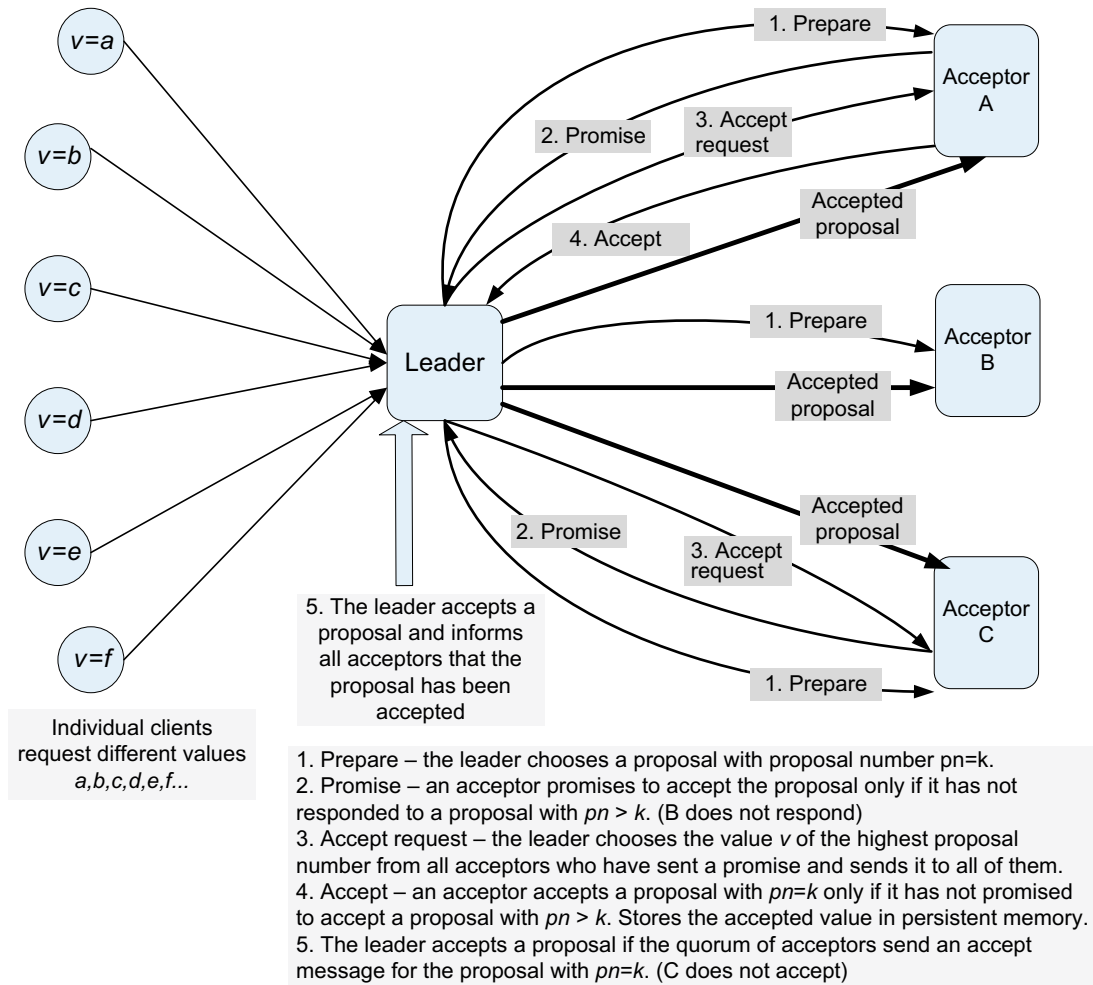 v=a
v=b
v=c
v=d
v=e
v=f
Individual clients
request different values
a,b,c,d,e,f...
Leader
5. The leader accepts a
proposal and informs
all acceptors that the
proposal has been
accepted
1. Prepare
2. Promise
3. Accept
request
4. Accept
Accepted
proposal
Acceptor
A
1. Prepare
Accepted
proposal
Acceptor
B
Accepted
proposal
2. Promise
3. Accept
request
1. Prepare
Acceptor
C
1. Prepare – the leader chooses a proposal with proposal number pn=k.
2. Promise – an acceptor promises to accept the proposal only if it has not
responded to a proposal with pn > k. (B does not respond)
3. Accept request – the leader chooses the value v of the highest proposal
number from all acceptors who have sent a promise and sends it to all of them.
4. Accept – an acceptor accepts a proposal with pn=k only if it has not promised
to accept a proposal with pn > k. Stores the accepted value in persistent memory.
5. The leader accepts a proposal if the quorum of acceptors send an accept
message for the proposal with pn=k. (C does not accept)